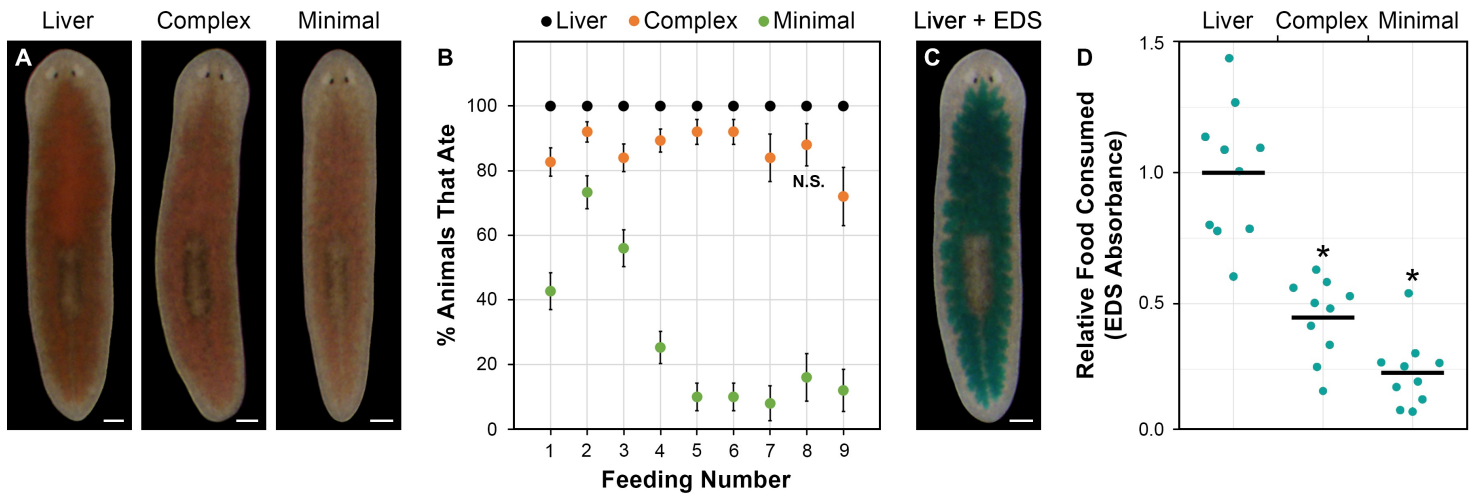 Liver Complex Minimal
A
B
● Liver ● Complex ● Minimal
% Animals That Ate
100
80
60
40
20
0
N.S.
1 2 3 4 5 6 7 8 9
Feeding Number
Liver + EDS
C
D
Liver Complex Minimal
Relative Food Consumed
(EDS Absorbance)
1.5
1.0
0.5
0.0
*
*